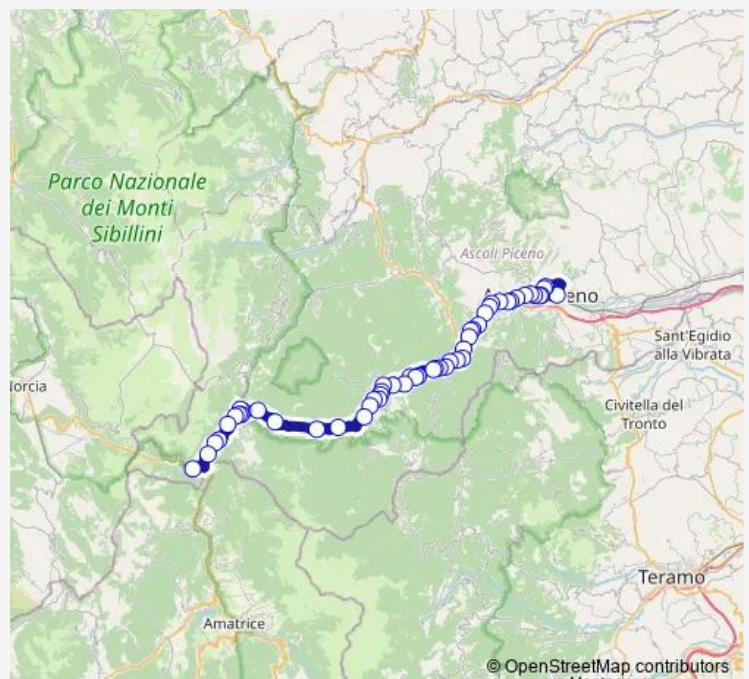 Parco Nazionale
dei Monti
Sibillini
Ascoli Piceno
eno
Sant'Egidio
alla Vibrata
Norcia
Civitella del
Tronto
Teramo
Amatrice
© OpenStreetMap contributors